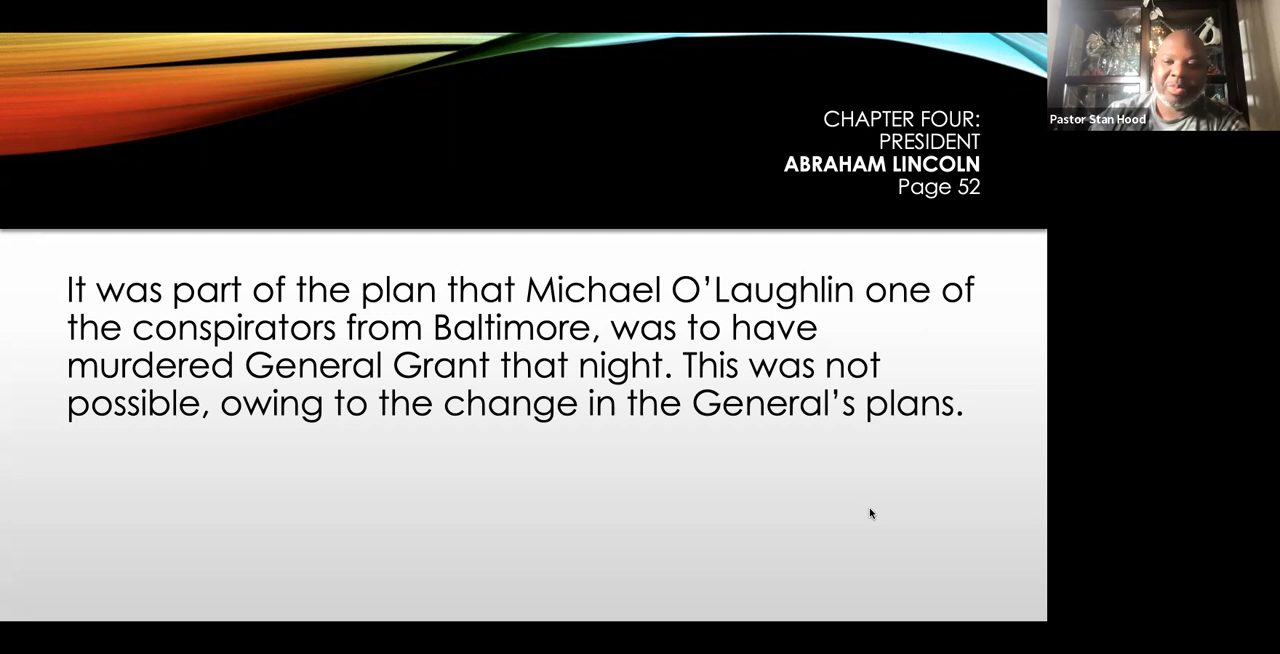 CHAPTER FOUR:
PRESIDENT
ABRAHAM LINCOLN
Page 52
Pastor Stan Hood
It was part of the plan that Michael O’Laughlin one of
the conspirators from Baltimore, was to have
murdered General Grant that night. This was not
possible, owing to the change in the General’s plans.